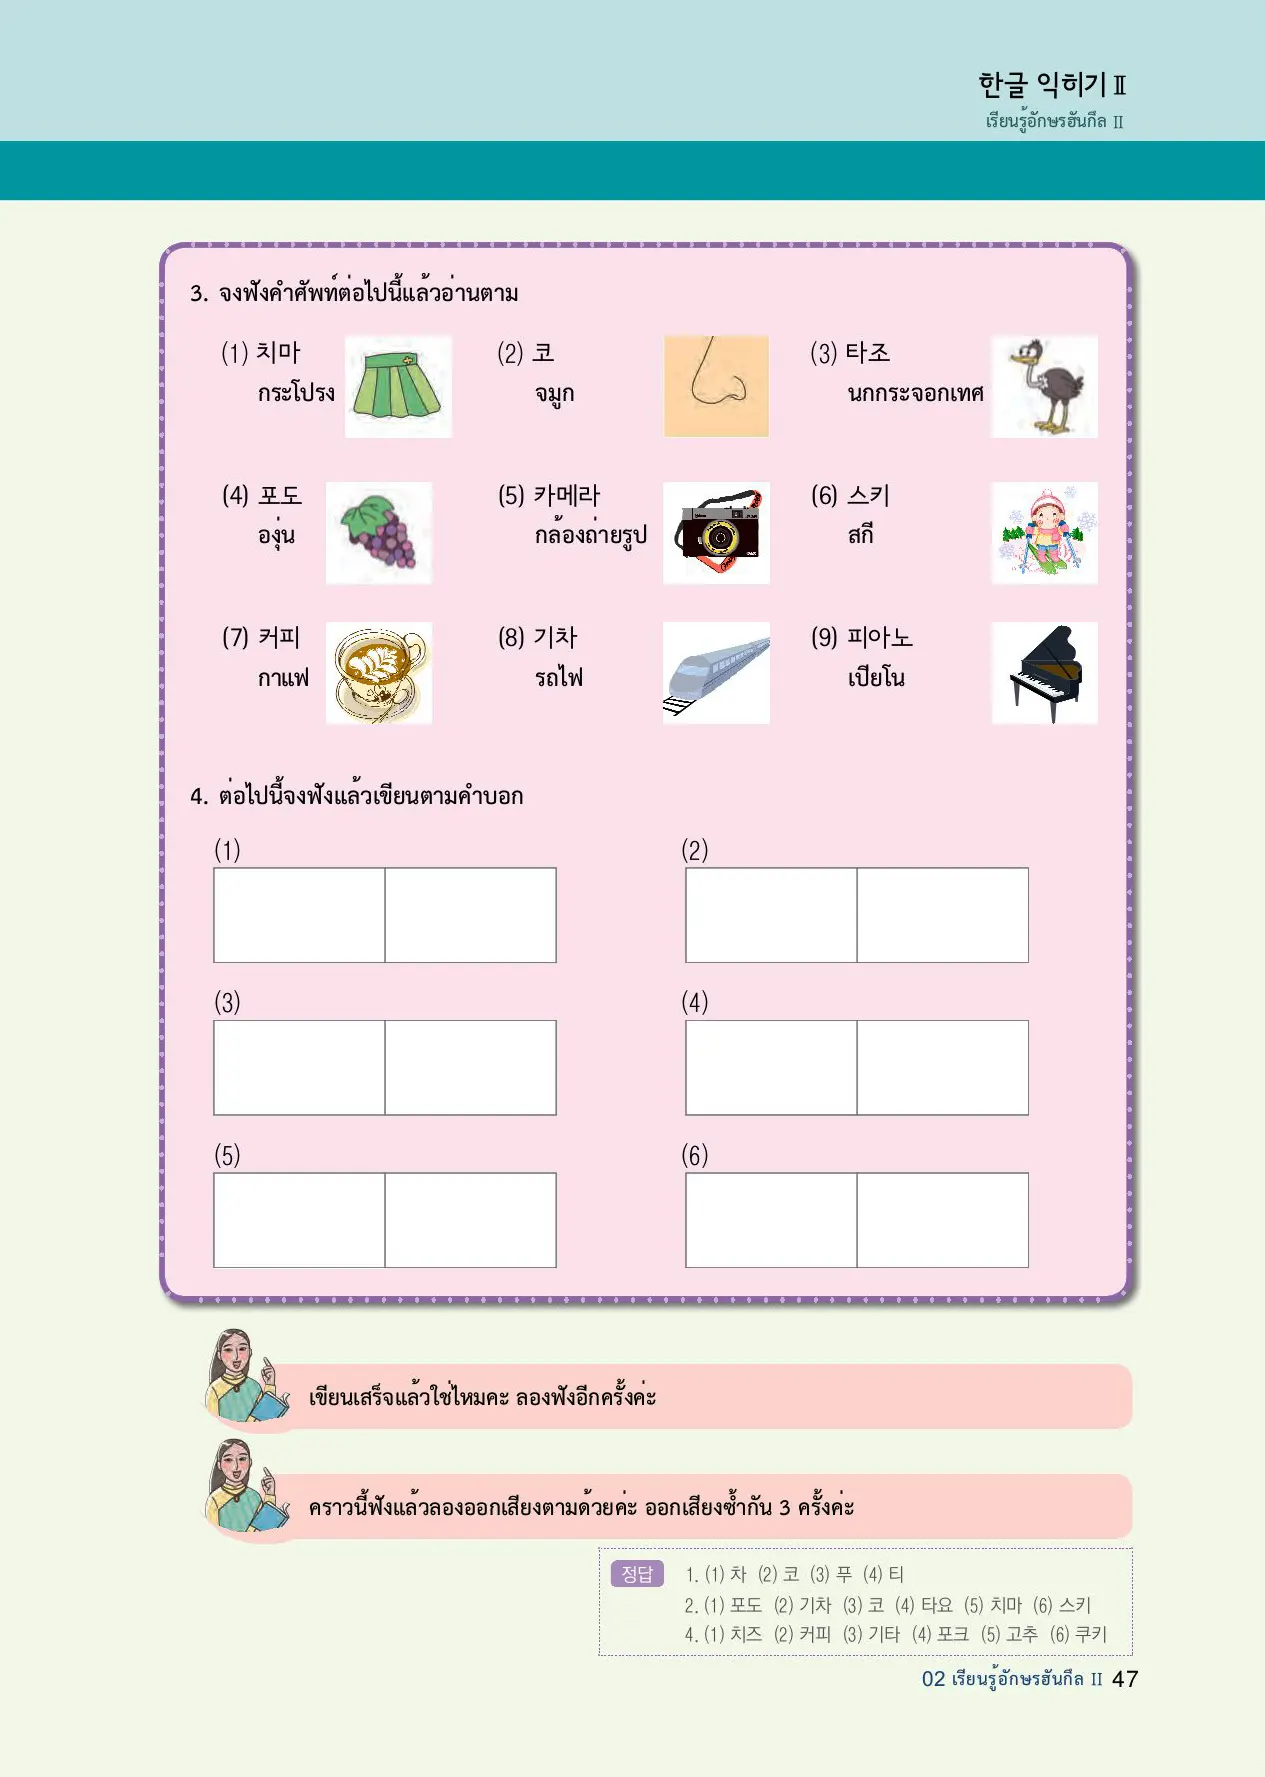 한글 익히기 Ⅱ
เรียนรู้อักษรฮันกึล Ⅱ
3. จงฟังคำศัพท์ต่อไปนี้แล้วอ่านตาม
(1) 치마 (2) 코 (3) 타조
กระโปรง จมูก นกกระจอกเทศ
(4) 포도 (5) 카메라 (6) 스키
องุ่น กล้องถ่ายรูป สกี
(7) 커피 (8) 기차 (9) 피아노
กาแฟ รถไฟ เปียโน
4. ต่อไปนี้จงฟังแล้วเขียนตามคำบอก
(1) (2)
(3) (4)
(5) (6)
เขียนเสร็จแล้วใช่ไหมคะ ลองฟังอีกครั้งค่ะ
คราวนี้ฟังแล้วลองออกเสียงตามด้วยค่ะ ออกเสียงซ้ำกัน 3 ครั้งค่ะ
정답 1. (1) 차 (2) 코 (3) 푸 (4) 티
2. (1) 포도 (2) 기차 (3) 코 (4) 타요 (5) 치마 (6) 스키
4. (1) 치즈 (2) 커피 (3) 기타 (4) 포크 (5) 고추 (6) 쿠키
02 เรียนรู้อักษรฮันกึล Ⅱ 47